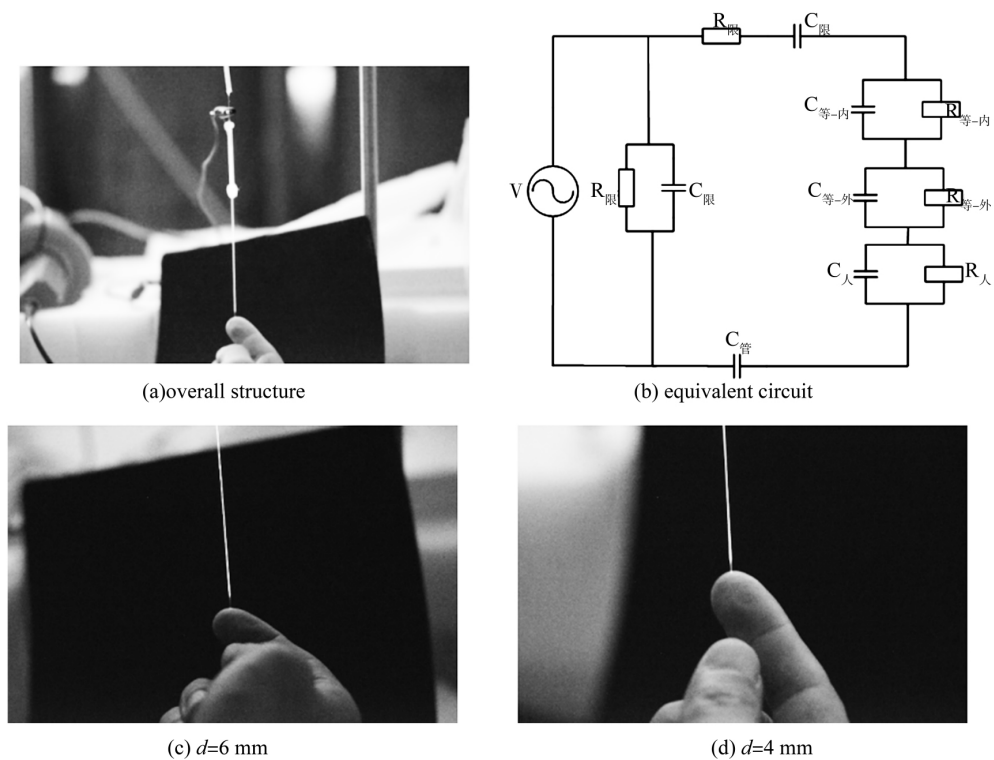 R限
C限
C等-内
R等-内
V
R限
C限
C等-外
R等-外
C人
R人
C管
(a)overall structure
(b) equivalent circuit
(c) d=6 mm
(d) d=4 mm